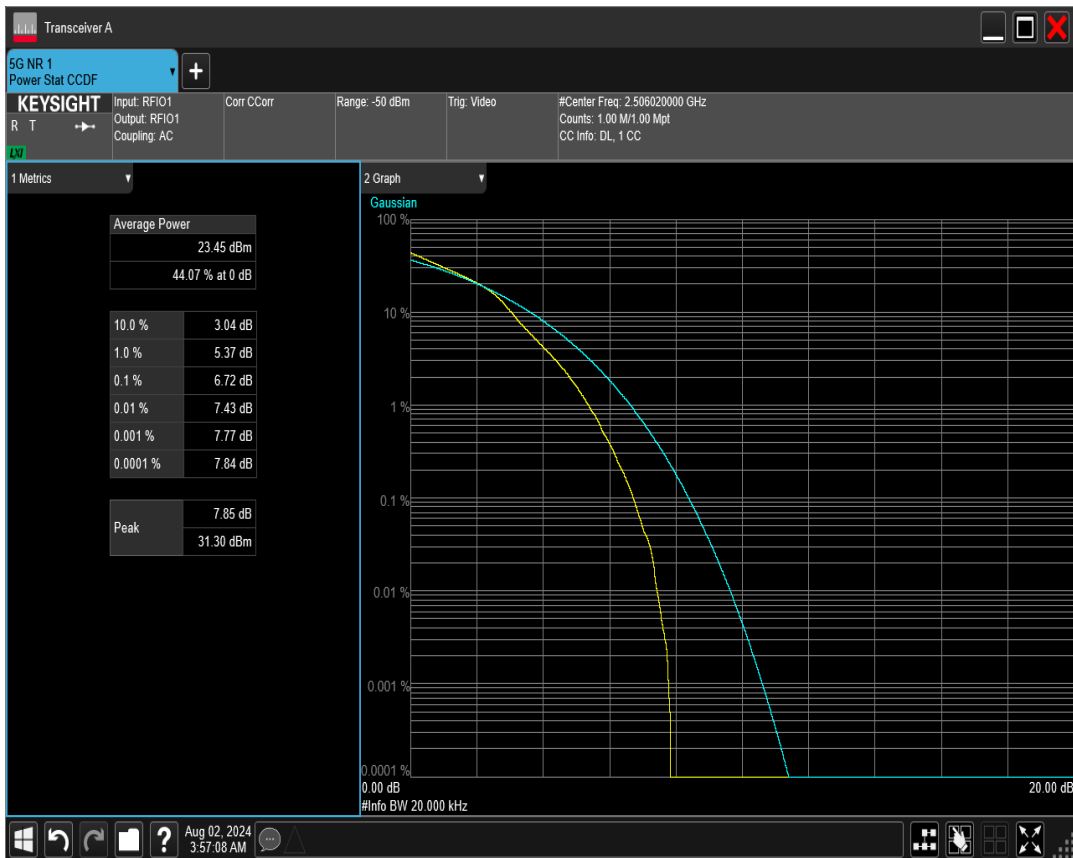 Transceiver A
5G NR 1
Power Stat CCDF
KEYSIGHT
R T
LXI
Input: RFIO1
Output: RFIO1
Coupling: AC
Corr CCorr
Range: -50 dBm
Trig: Video
#Center Freq: 2.506020000 GHz
Counts: 1.00 M/1.00 Mpt
CC Info: DL, 1 CC
1 Metrics
Average Power
23.45 dBm
44.07 % at 0 dB
10.0 % 3.04 dB
1.0 % 5.37 dB
0.1 % 6.72 dB
0.01 % 7.43 dB
0.001 % 7.77 dB
0.0001 % 7.84 dB
Peak
7.85 dB
31.30 dBm
2 Graph
Gaussian
100 %
10 %
1 %
0.1 %
0.01 %
0.001 %
0.0001 %
0.00 dB 20.00 dB
#Info BW 20.000 kHz
?
Aug 02, 2024
3:57:08 AM